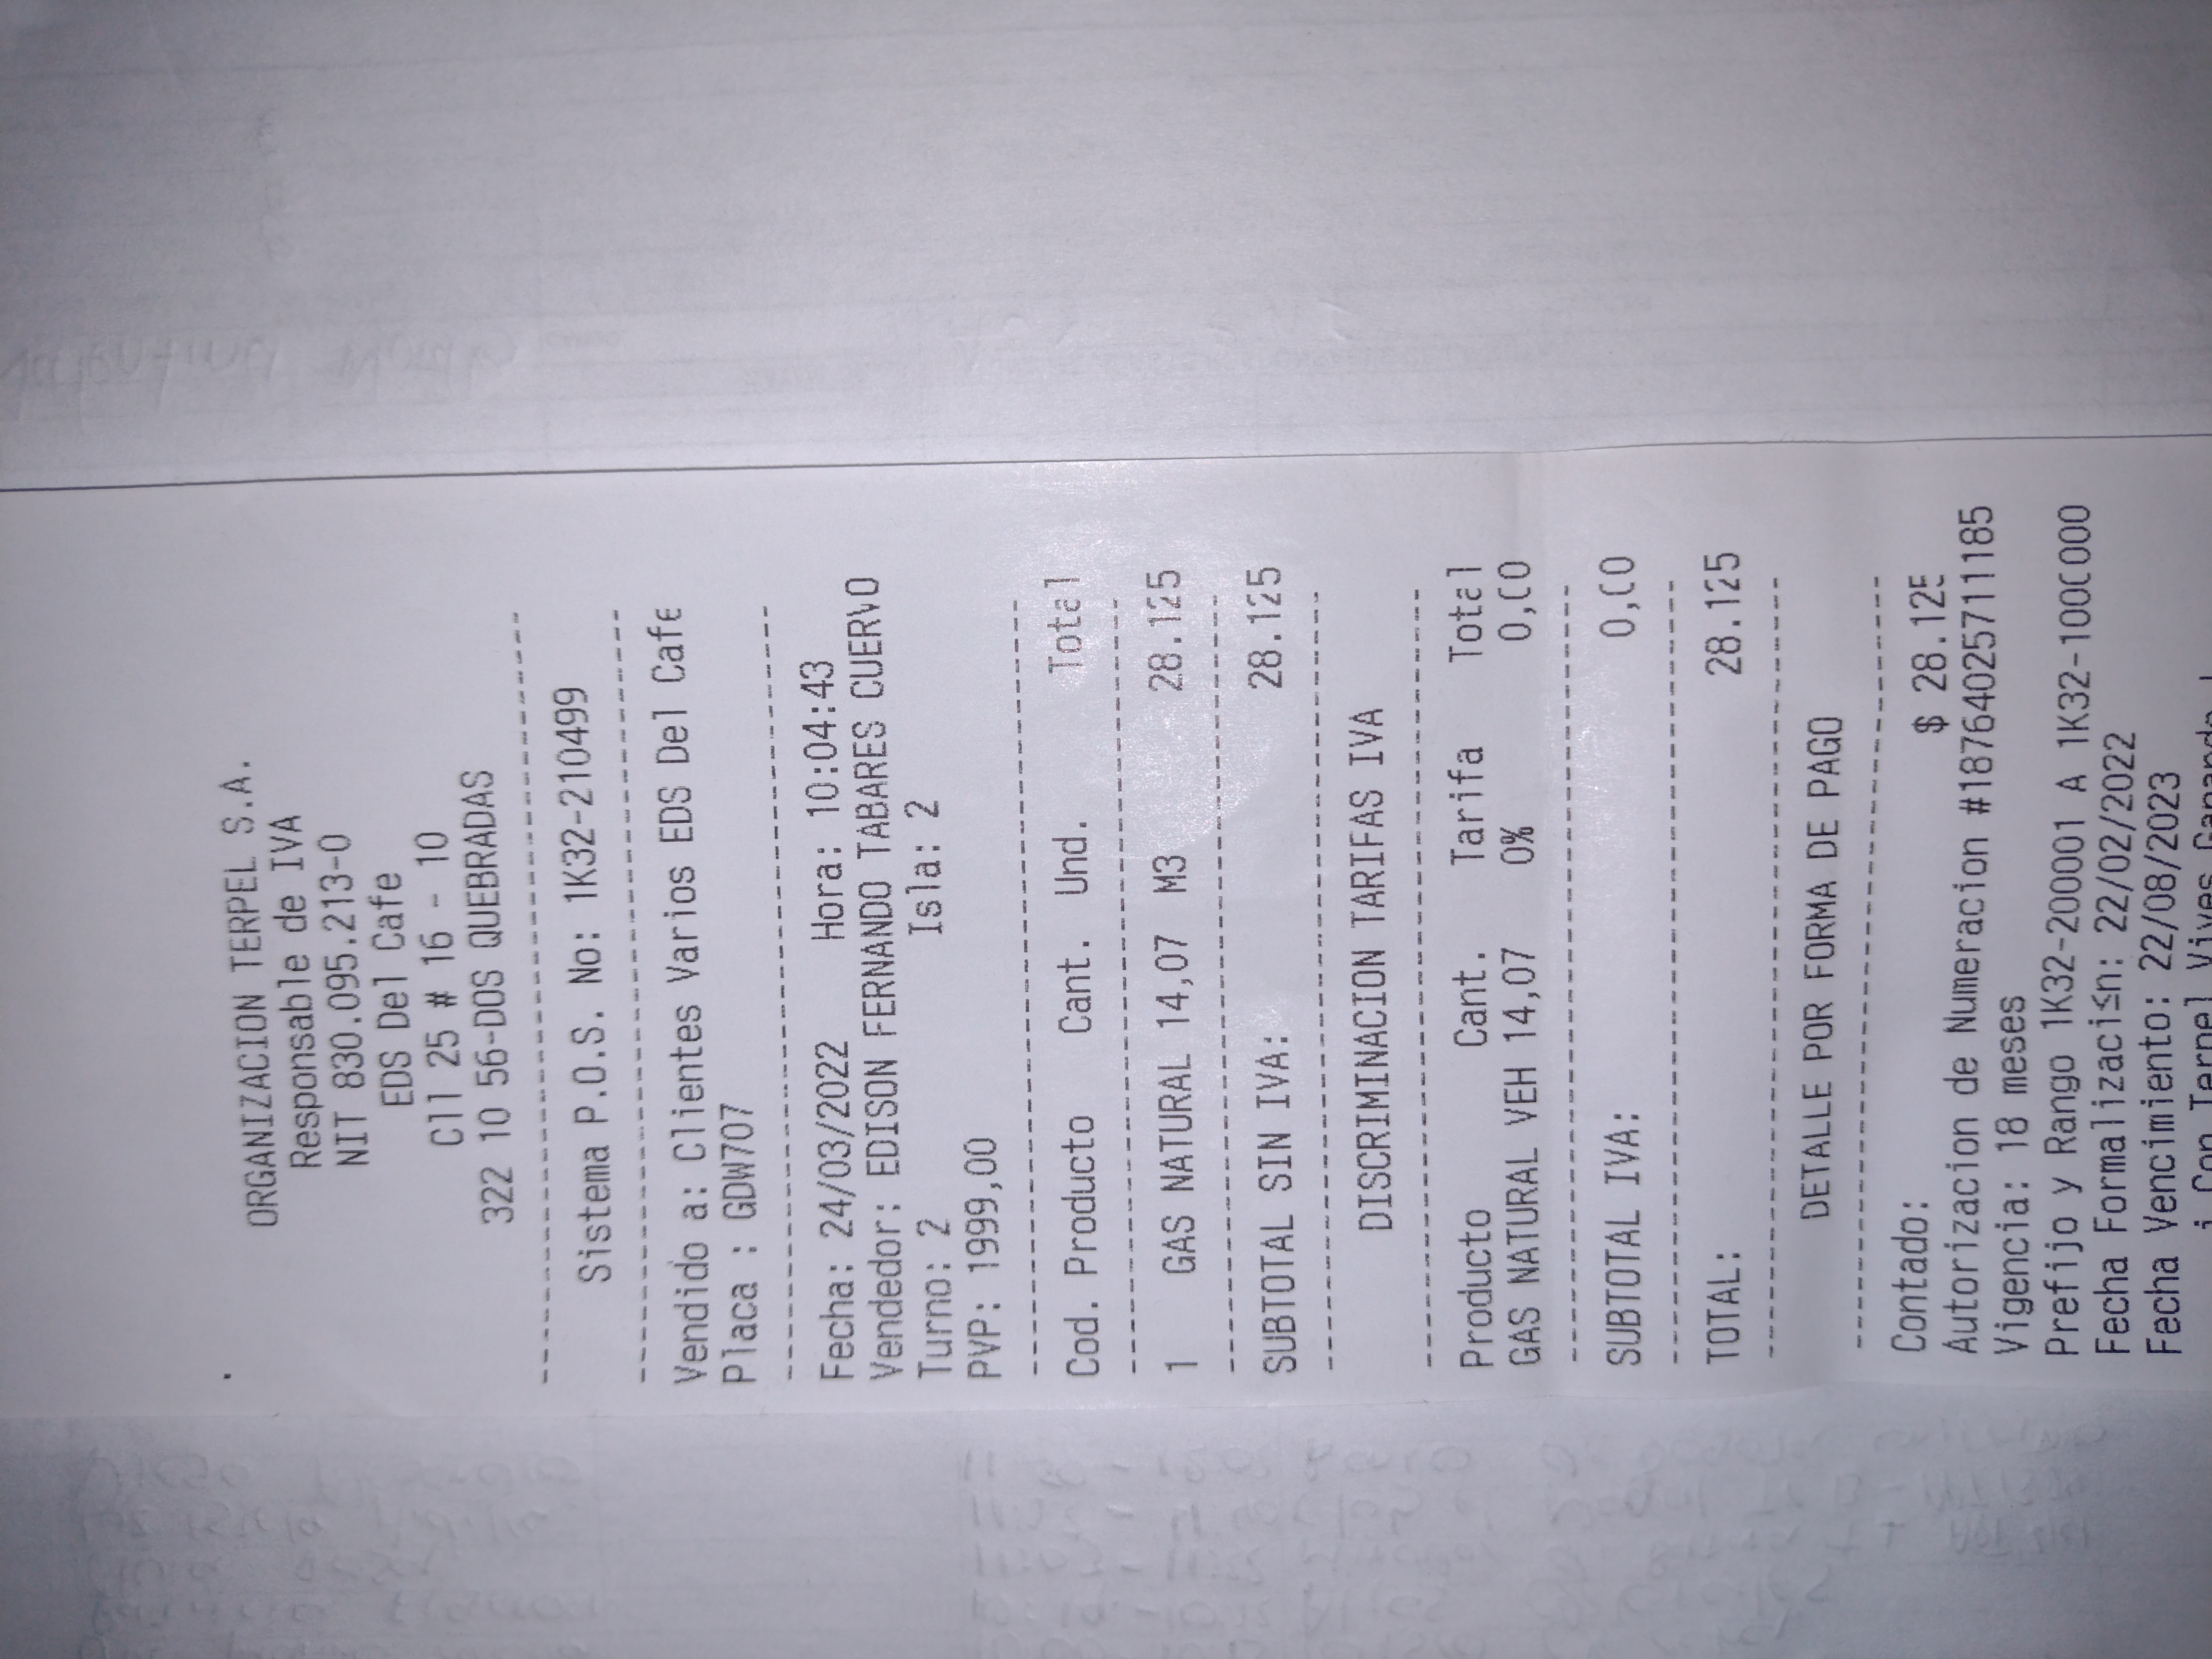 ORGANIZACION TERPEL S.A.
Responsable de IVA
NIT 830.095.213-0
EDS Del Cafe
Cll 25 # 16 - 10
322 10 56-DOS QUEBRADAS
Sistema P.O.S. No: 1K32-210499
Vendido a: Clientes Varios EDS Del Cafe
Placa : GDW707
Fecha: 24/03/2022 Hora: 10:04:43
Vendedor: EDISON FERNANDO TABARES CUERVO
Turno: 2 Isla: 2
PVP: 1999,00
Cod. Producto Cant. Und. Total
1 GAS NATURAL 14,07 M3 28.125
SUBTOTAL SIN IVA: 28.125
DISCRIMINACION TARIFAS IVA
Producto Cant. Tarifa Total
GAS NATURAL VEH 14,07 0% 0,00
SUBTOTAL IVA: 0,00
TOTAL: 28.125
DETALLE POR FORMA DE PAGO
Contado: $ 28.125
Autorizacion de Numeracion #18764025711185
Vigencia: 18 meses
Prefijo y Rango 1K32-200001 A 1K32-1000000
Fecha Formalizaci≤n: 22/02/2022
Fecha Vencimiento: 22/08/2023
Con Terpel Vives Ganando